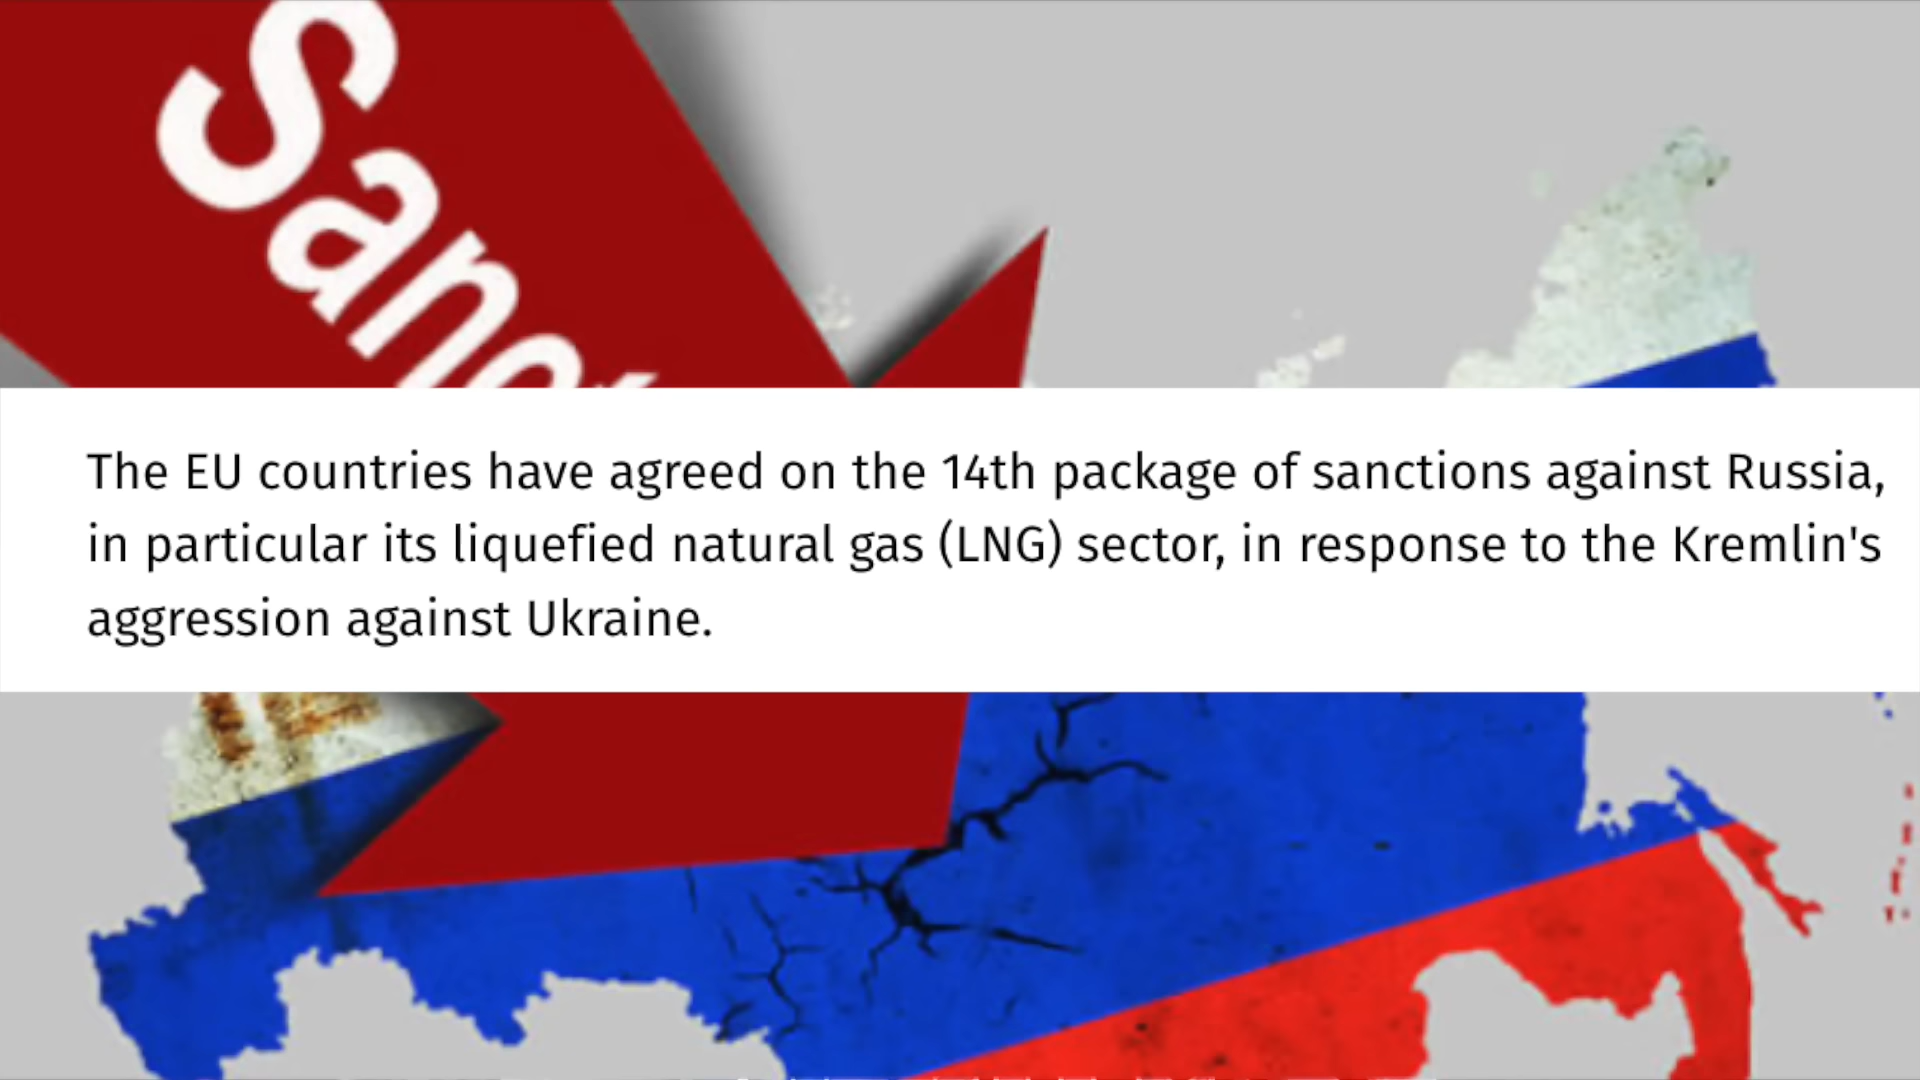 Sanct
The EU countries have agreed on the 14th package of sanctions against Russia,
in particular its liquefied natural gas (LNG) sector, in response to the Kremlin's
aggression against Ukraine.